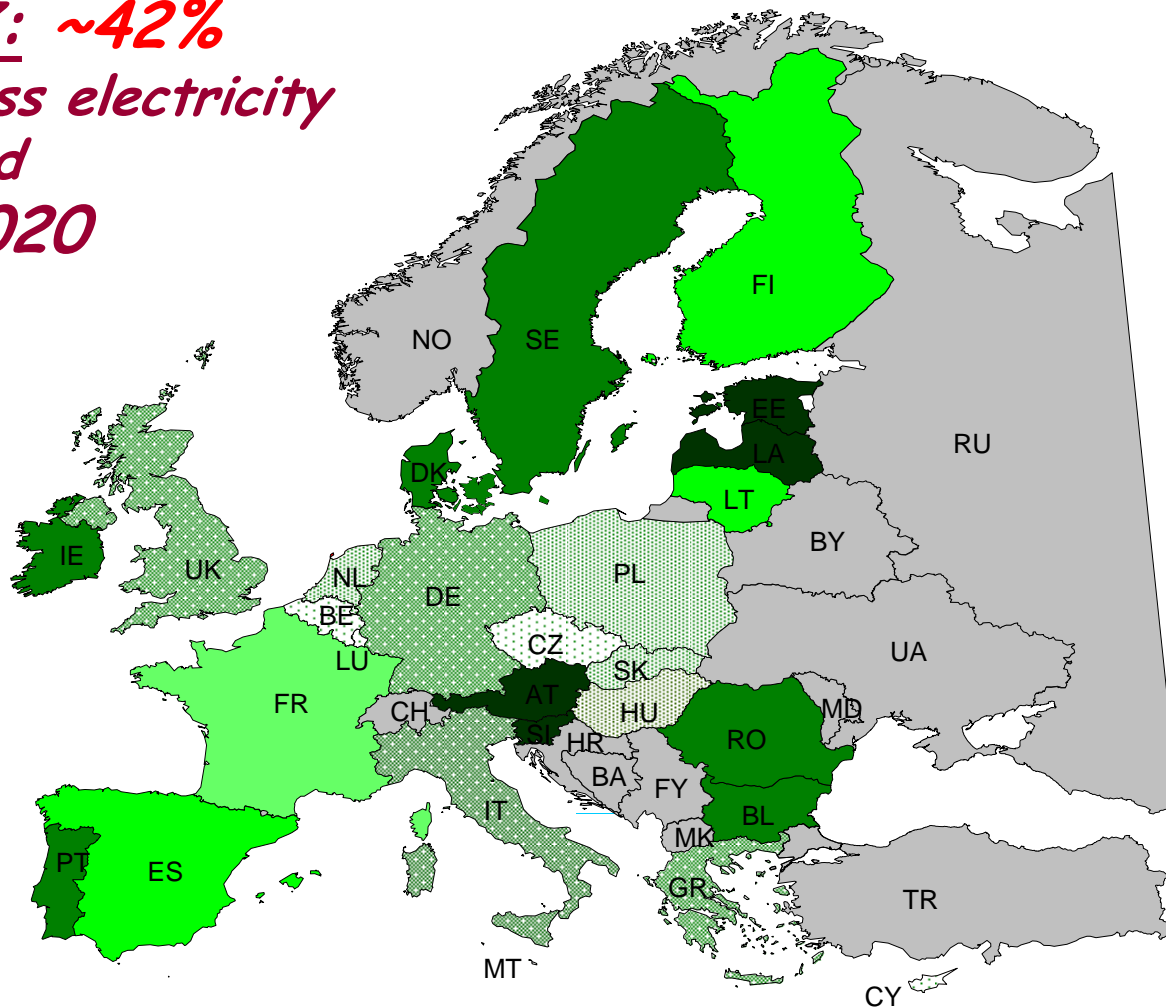 7: ~42%
ss electricity
d
020
FI
NO
SE
EE
RU
LA
DK
LT
BY
IE
UK
NL
DE
PL
BE
CZ
UA
LU
SK
AT
FR
CH
HU
MD
SI
HR
RO
BA
FY
IT
BL
MK
PT
ES
GR
TR
MT
CY